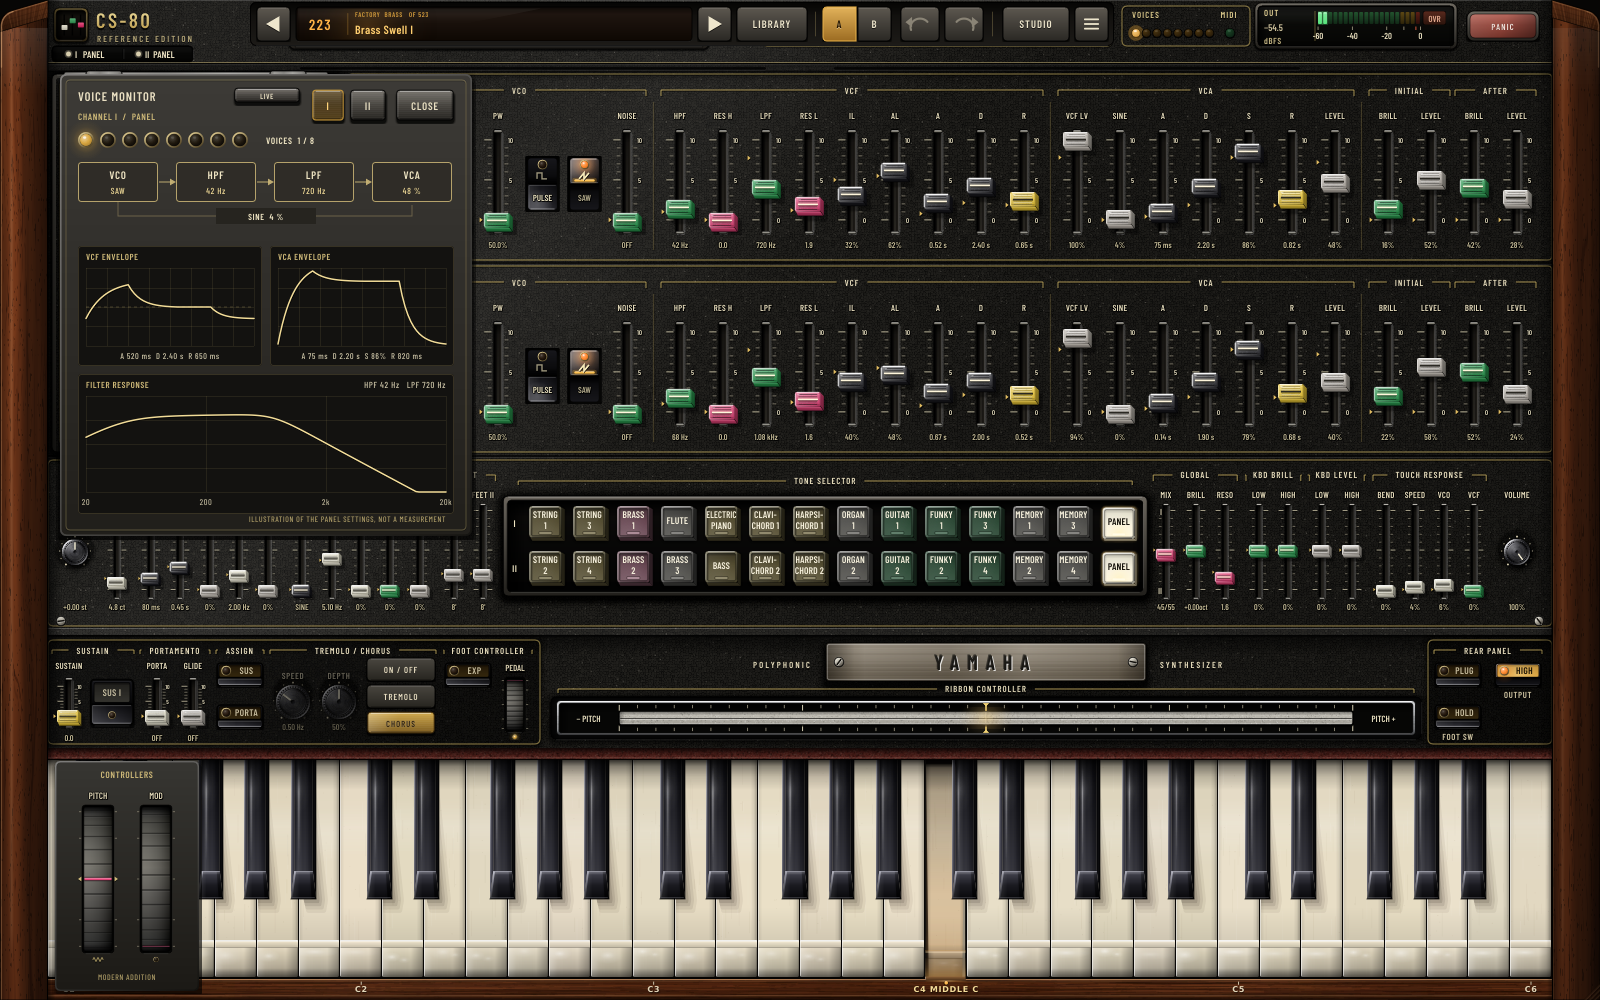 CS-80
REFERENCE EDITION
I PANEL
II PANEL
223
FACTORY BRASS OF 523
Brass Swell I
LIBRARY
A
B
STUDIO
VOICES
MIDI
OUT
-54.5
dBFS
-60 -40 -20 0
OVR
PANIC
VOICE MONITOR
LIVE
I
II
CLOSE
CHANNEL I / PANEL
VOICES 1 / 8
VCO
SAW
HPF
42 Hz
LPF
720 Hz
VCA
48 %
SINE 4 %
VCF ENVELOPE
A 520 ms D 2.40 s R 650 ms
VCA ENVELOPE
A 75 ms D 2.20 s S 86% R 820 ms
FILTER RESPONSE
HPF 42 Hz LPF 720 Hz
20 200 2k 20k
ILLUSTRATION OF THE PANEL SETTINGS, NOT A MEASUREMENT
VCO VCF VCA INITIAL AFTER
PW NOISE HPF RES H LPF RES L IL AL A D R VCF LV SINE A D S R LEVEL BRILL LEVEL BRILL LEVEL
10 5 0
PULSE SAW
50.0% OFF 42 Hz 0.0 720 Hz 1.9 32% 62% 0.52 s 2.40 s 0.65 s 100% 4% 75 ms 2.20 s 86% 0.82 s 48% 16% 52% 42% 28%
VCO VCF VCA INITIAL AFTER
PW NOISE HPF RES H LPF RES L IL AL A D R VCF LV SINE A D S R LEVEL BRILL LEVEL BRILL LEVEL
10 5 0
PULSE SAW
50.0% OFF 68 Hz 0.0 1.08 kHz 1.6 40% 48% 0.67 s 2.00 s 0.52 s 94% 0% 0.14 s 1.90 s 79% 0.68 s 40% 22% 58% 52% 24%
T
FEET II
+0.00 st 4.8 ct 80 ms 0.45 s 0% 2.00 Hz 0% SINE 5.10 Hz 0% 0% 0% 8' 8'
TONE SELECTOR
I
STRING 1
STRING 3
BRASS 1
FLUTE
ELECTRIC PIANO
CLAVI-CHORD 1
HARPSI-CHORD 1
ORGAN 1
GUITAR 1
FUNKY 1
FUNKY 3
MEMORY 1
MEMORY 3
PANEL
II
STRING 2
STRING 4
BRASS 2
BRASS 3
BASS
CLAVI-CHORD 2
HARPSI-CHORD 2
ORGAN 2
GUITAR 2
FUNKY 2
FUNKY 4
MEMORY 2
MEMORY 4
PANEL
GLOBAL KBD BRILL KBD LEVEL TOUCH RESPONSE
MIX BRILL RESO LOW HIGH LOW HIGH BEND SPEED VCO VCF VOLUME
I
II
45/55 +0.00oct 1.6 0% 0% 0% 0% 0% 4% 6% 0% 100%
SUSTAIN PORTAMENTO ASSIGN TREMOLO / CHORUS FOOT CONTROLLER
SUSTAIN
10 5 0
SUS I
0.0
PORTA GLIDE
OFF OFF
SUS
PORTA
SPEED
0.50 Hz
DEPTH
50%
ON / OFF
TREMOLO
CHORUS
EXP
PEDAL
POLYPHONIC
YAMAHA
SYNTHESIZER
RIBBON CONTROLLER
- PITCH
PITCH +
REAR PANEL
PLUG
HIGH
OUTPUT
HOLD
FOOT SW
CONTROLLERS
PITCH MOD
MODERN ADDITION
C2 C3 C4 MIDDLE C C5 C6